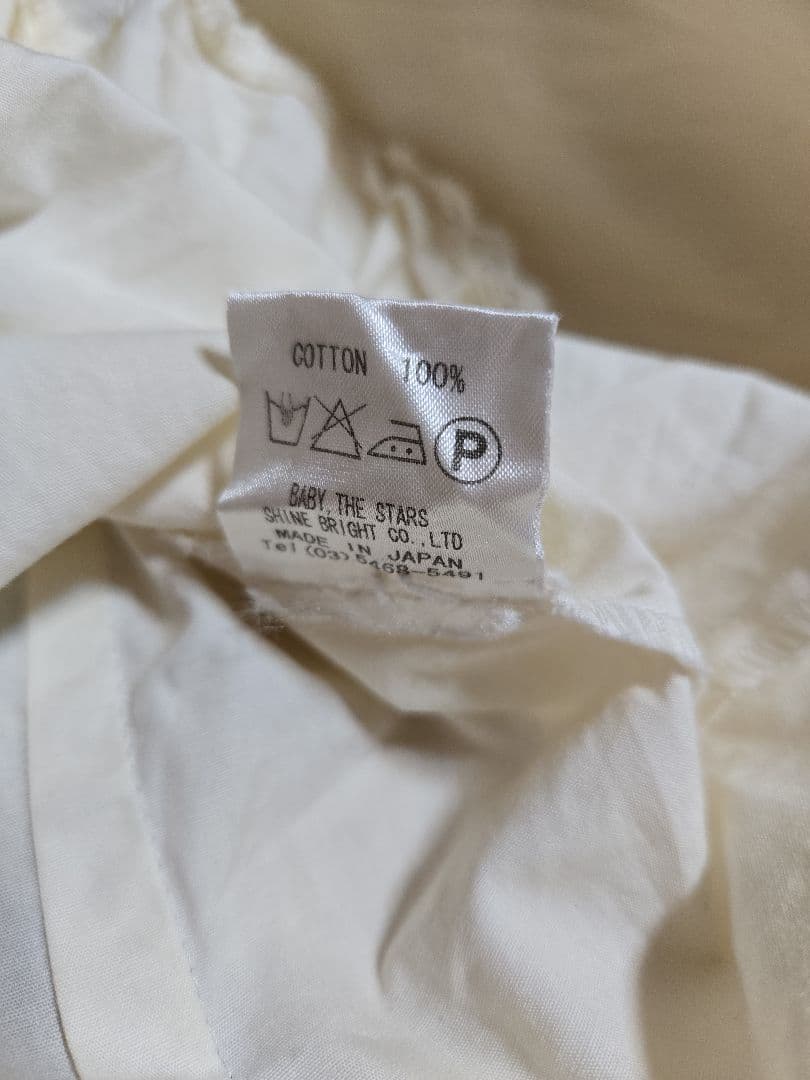 COTTON 100%
P
BABY, THE STARS
SHINE BRIGHT CO.,LTD
MADE IN JAPAN
Tel (03) 5468-5491